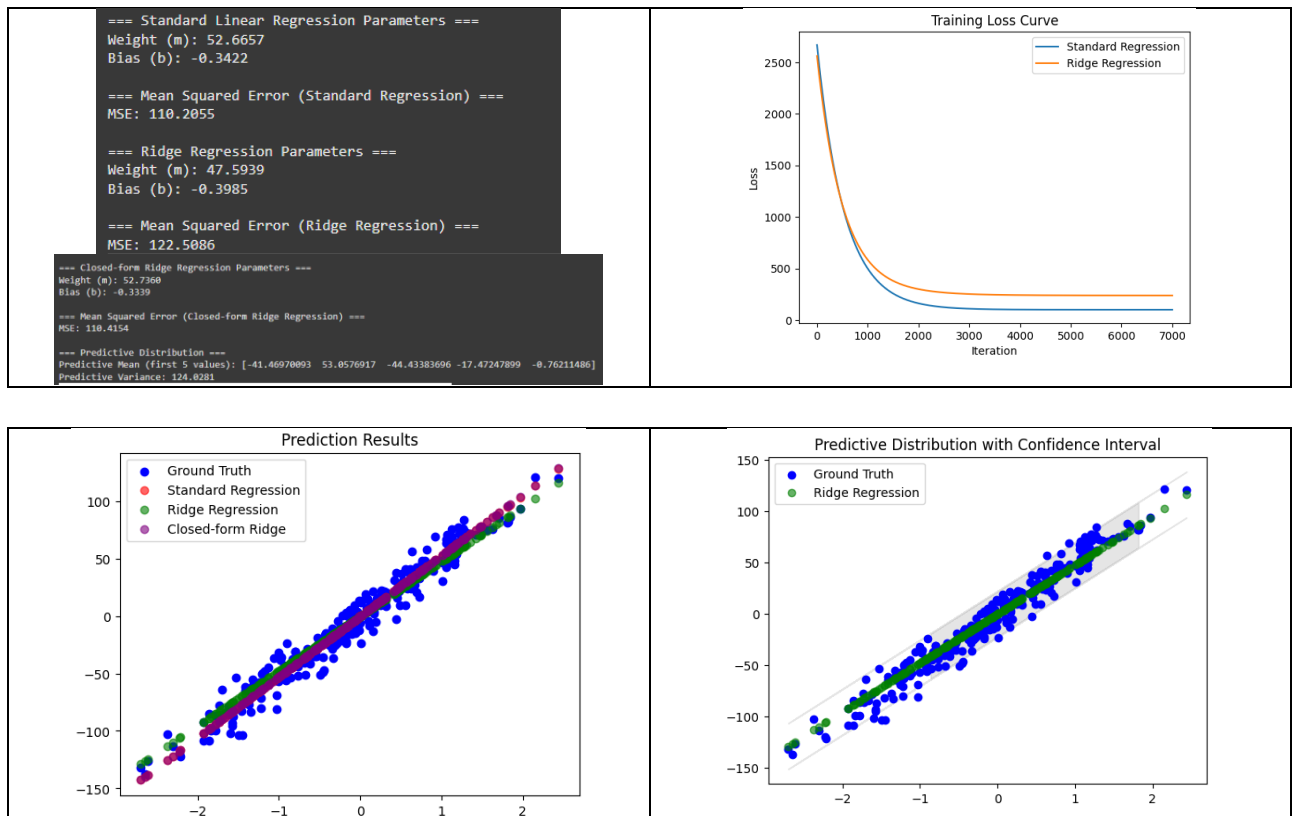 === Standard Linear Regression Parameters ===
Weight (m): 52.6657
Bias (b): -0.3422
=== Mean Squared Error (Standard Regression) ===
MSE: 110.2055
=== Ridge Regression Parameters ===
Weight (m): 47.5939
Bias (b): -0.3985
=== Mean Squared Error (Ridge Regression) ===
MSE: 122.5086
=== Closed-form Ridge Regression Parameters ===
Weight (m): 52.7360
Bias (b): -0.3339
=== Mean Squared Error (Closed-form Ridge Regression) ===
MSE: 110.4154
=== Predictive Distribution ===
Predictive Mean (first 5 values): [-41.46970093 53.0576917 -44.43383696 -17.47247899 -0.76211486]
Predictive Variance: 124.0281
Training Loss Curve
Standard Regression
Ridge Regression
2500
2000
1500
1000
500
0
Loss
0 1000 2000 3000 4000 5000 6000 7000
Iteration
Prediction Results
Ground Truth
Standard Regression
Ridge Regression
Closed-form Ridge
100
50
0
−50
−100
−150
−2 −1 0 1 2
Predictive Distribution with Confidence Interval
Ground Truth
Ridge Regression
150
100
50
0
−50
−100
−150
−2 −1 0 1 2